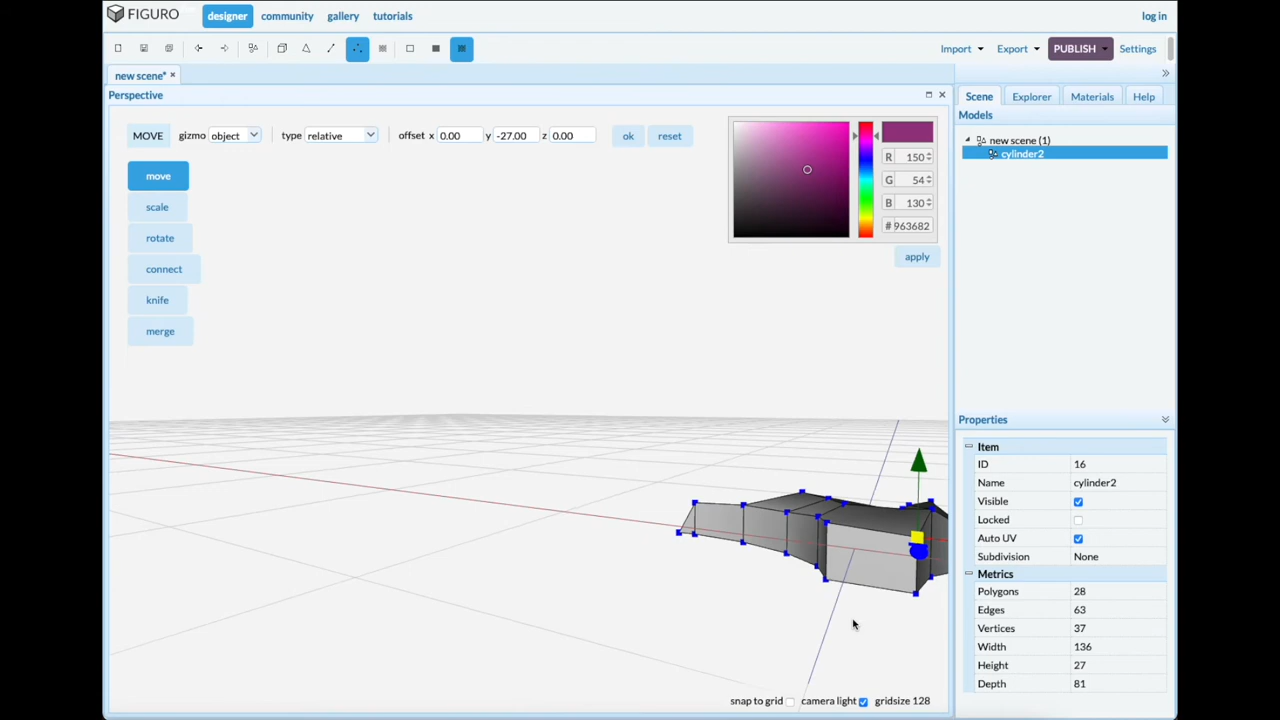 FIGURO designer community gallery tutorials log in
Import Export PUBLISH Settings
new scene* ×
Perspective
MOVE gizmo object type relative offset x 0.00 y -27.00 z 0.00 ok reset
move
scale
rotate
connect
knife
merge
R 150
G 54
B 130
# 963682
apply
snap to grid camera light gridsize 128
Scene Explorer Materials Help
Models
new scene (1)
cylinder2
Properties
Item
ID 16
Name cylinder2
Visible
Locked
Auto UV
Subdivision None
Metrics
Polygons 28
Edges 63
Vertices 37
Width 136
Height 27
Depth 81